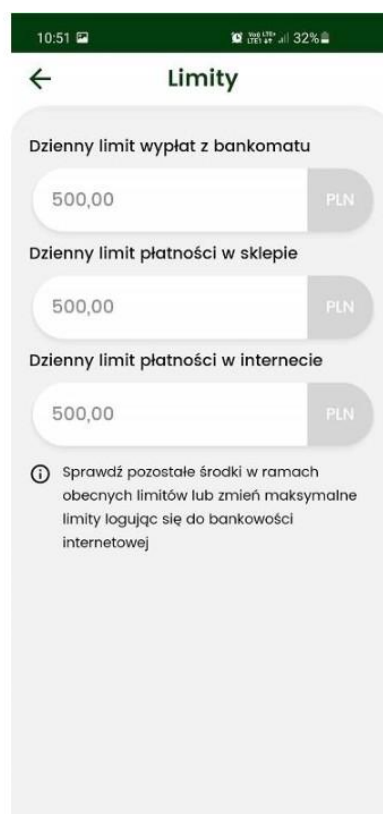 10:51 32%
Limity
Dzienny limit wypłat z bankomatu
500,00 PLN
Dzienny limit płatności w sklepie
500,00 PLN
Dzienny limit płatności w internecie
500,00 PLN
Sprawdź pozostałe środki w ramach
obecnych limitów lub zmień maksymalne
limity logując się do bankowości
internetowej